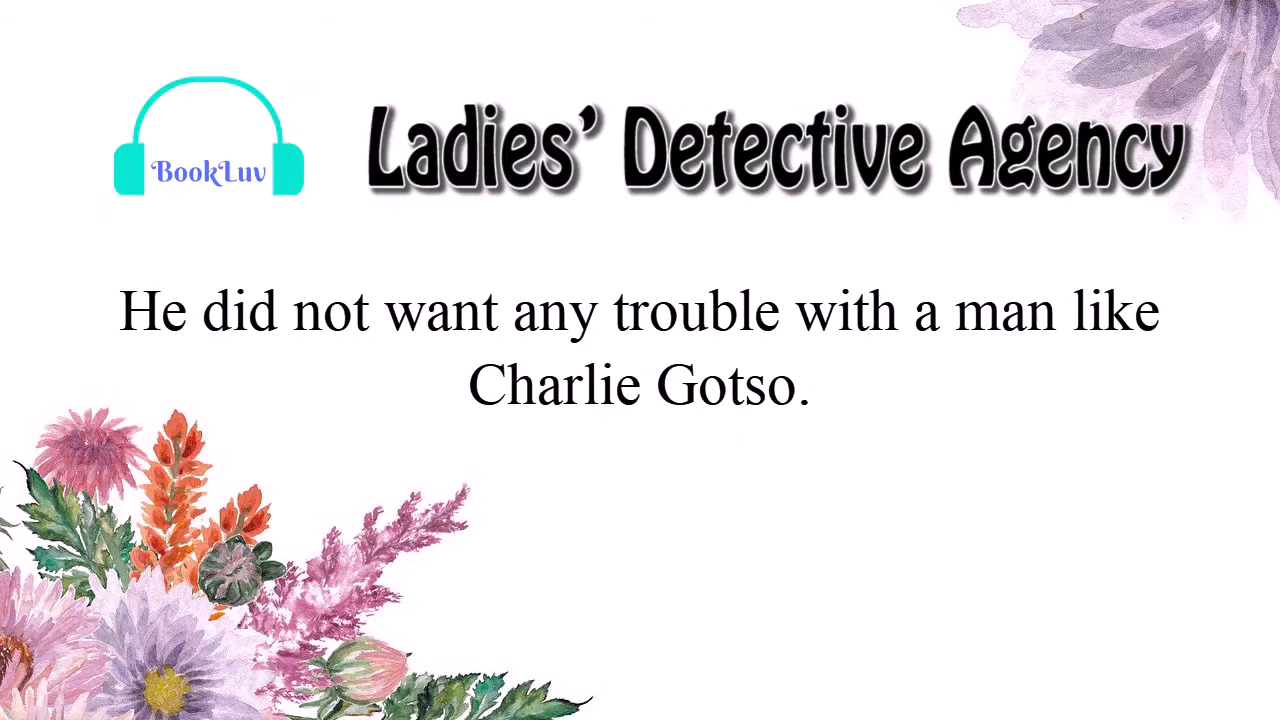 BookLuv
Ladies’ Detective Agency
He did not want any trouble with a man like
Charlie Gotso.